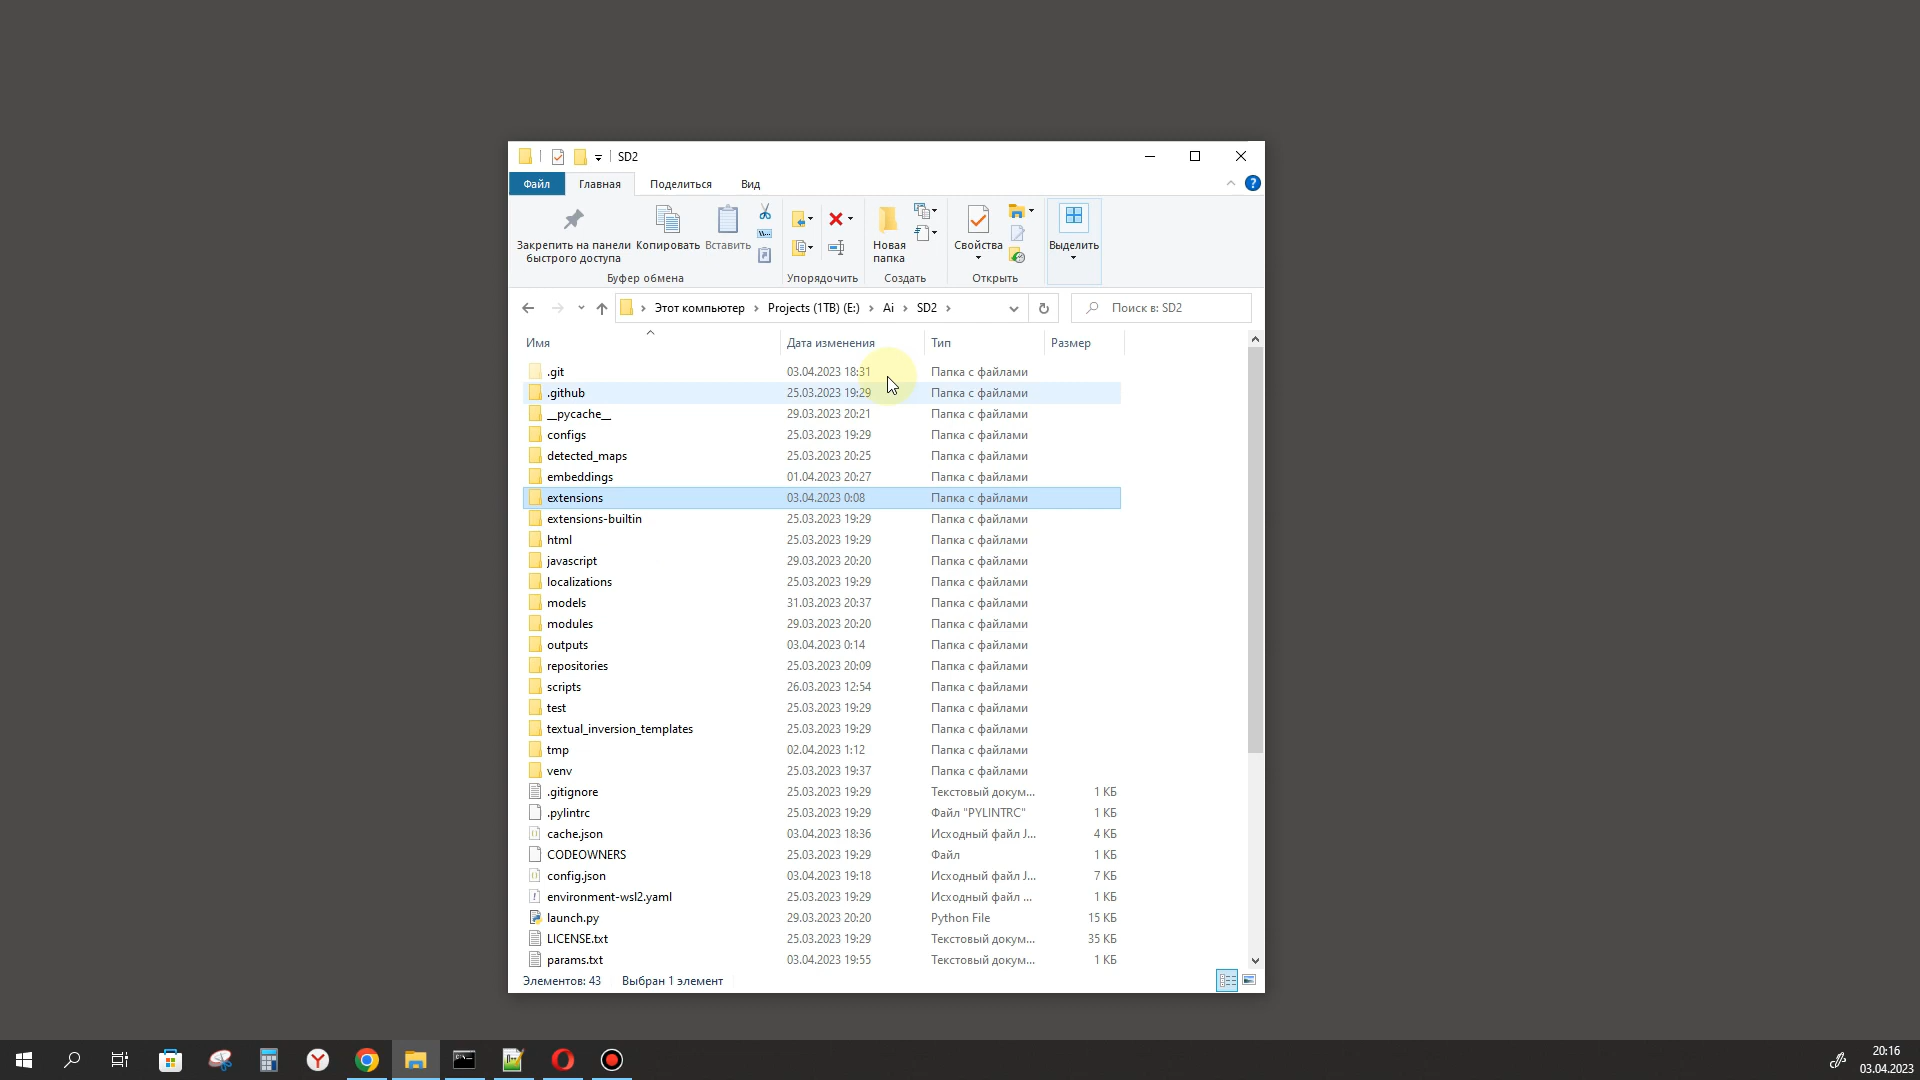 SD2
Файл Главная Поделиться Вид
Закрепить на панели быстрого доступа
Копировать
Вставить
Новая папка
Свойства
Выделить
Буфер обмена Упорядочить Создать Открыть
Этот компьютер › Projects (1TB) (E:) › Ai › SD2 › Поиск в: SD2
Имя Дата изменения Тип Размер
.git 03.04.2023 18:31 Папка с файлами
.github 25.03.2023 19:29 Папка с файлами
__pycache__ 29.03.2023 20:21 Папка с файлами
configs 25.03.2023 19:29 Папка с файлами
detected_maps 25.03.2023 20:25 Папка с файлами
embeddings 01.04.2023 20:27 Папка с файлами
extensions 03.04.2023 0:08 Папка с файлами
extensions-builtin 25.03.2023 19:29 Папка с файлами
html 25.03.2023 19:29 Папка с файлами
javascript 29.03.2023 20:20 Папка с файлами
localizations 25.03.2023 19:29 Папка с файлами
models 31.03.2023 20:37 Папка с файлами
modules 29.03.2023 20:20 Папка с файлами
outputs 03.04.2023 0:14 Папка с файлами
repositories 25.03.2023 20:09 Папка с файлами
scripts 26.03.2023 12:54 Папка с файлами
test 25.03.2023 19:29 Папка с файлами
textual_inversion_templates 25.03.2023 19:29 Папка с файлами
tmp 02.04.2023 1:12 Папка с файлами
venv 25.03.2023 19:37 Папка с файлами
.gitignore 25.03.2023 19:29 Текстовый докум... 1 КБ
.pylintrc 25.03.2023 19:29 Файл "PYLINTRC" 1 КБ
cache.json 03.04.2023 18:36 Исходный файл J... 4 КБ
CODEOWNERS 25.03.2023 19:29 Файл 1 КБ
config.json 03.04.2023 19:18 Исходный файл J... 7 КБ
environment-wsl2.yaml 25.03.2023 19:29 Исходный файл ... 1 КБ
launch.py 29.03.2023 20:20 Python File 15 КБ
LICENSE.txt 25.03.2023 19:29 Текстовый докум... 35 КБ
params.txt 03.04.2023 19:55 Текстовый докум... 1 КБ
Элементов: 43 Выбран 1 элемент
20:16
03.04.2023